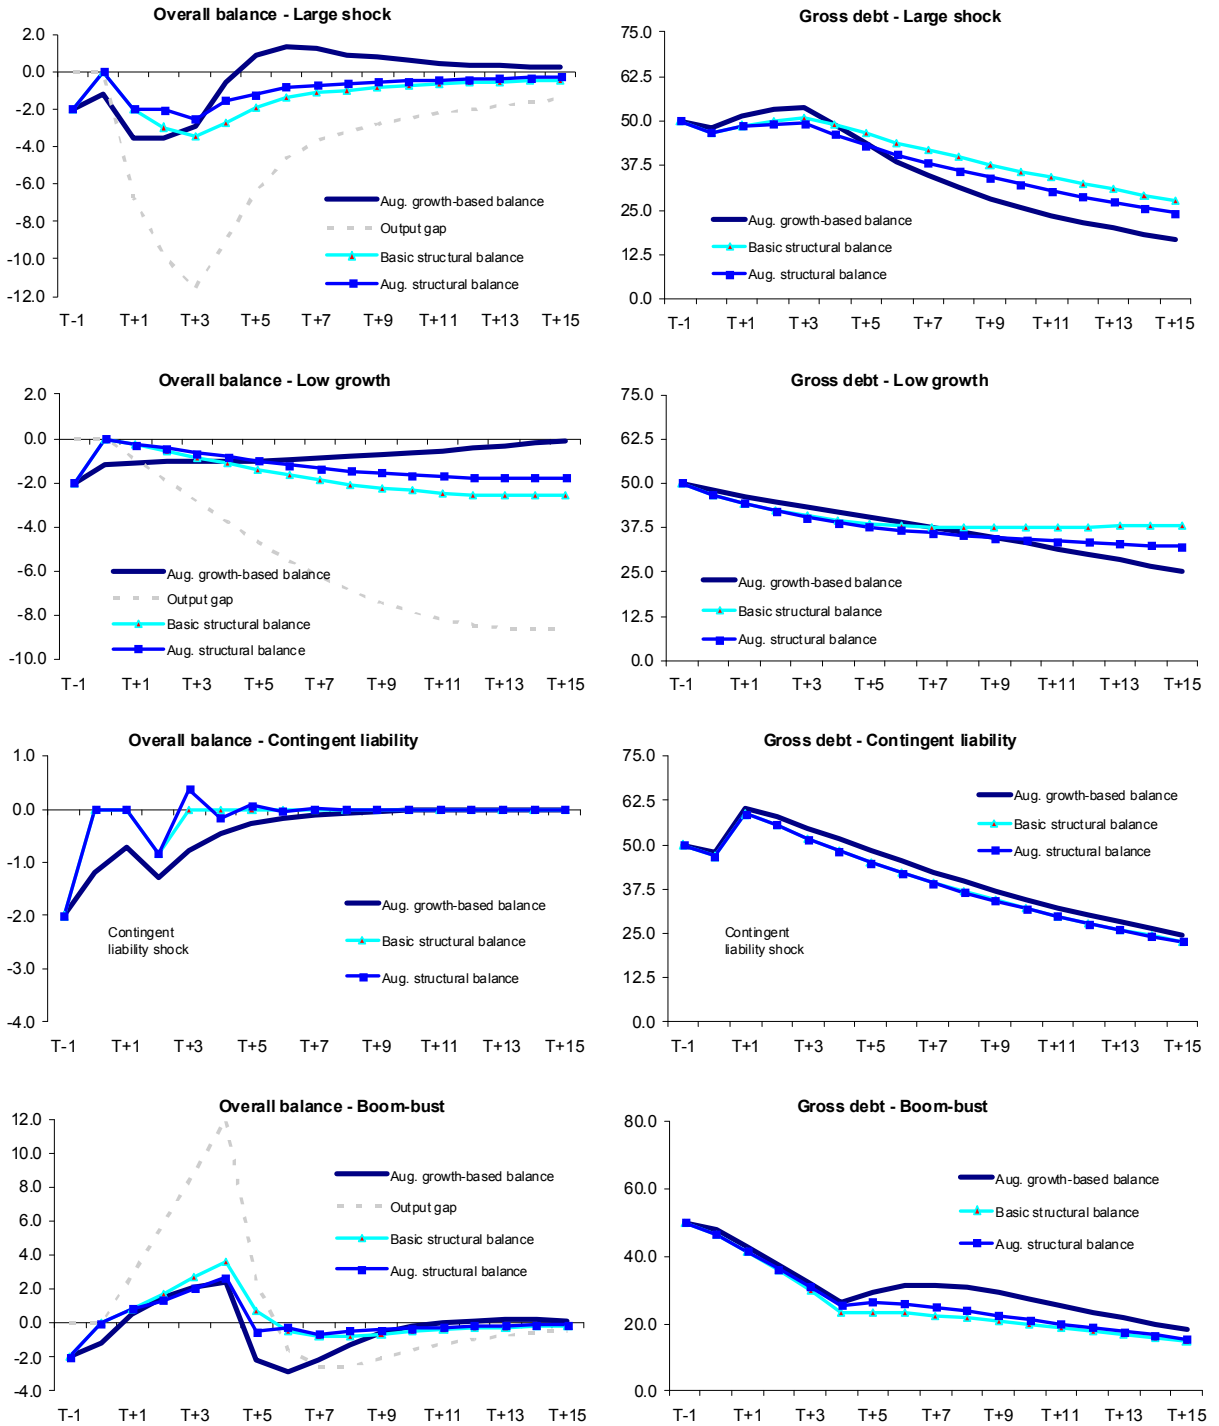 Overall balance - Large shock
2.0
0.0
-2.0
-4.0
-6.0
-8.0
-10.0
-12.0
Aug. growth-based balance
Output gap
Basic structural balance
Aug. structural balance
T-1 T+1 T+3 T+5 T+7 T+9 T+11 T+13 T+15
Gross debt - Large shock
75.0
62.5
50.0
37.5
25.0
12.5
0.0
Aug. growth-based balance
Basic structural balance
Aug. structural balance
T-1 T+1 T+3 T+5 T+7 T+9 T+11 T+13 T+15
Overall balance - Low growth
2.0
0.0
-2.0
-4.0
-6.0
-8.0
-10.0
Aug. growth-based balance
Output gap
Basic structural balance
Aug. structural balance
T-1 T+1 T+3 T+5 T+7 T+9 T+11 T+13 T+15
Gross debt - Low growth
75.0
62.5
50.0
37.5
25.0
12.5
0.0
Aug. growth-based balance
Basic structural balance
Aug. structural balance
T-1 T+1 T+3 T+5 T+7 T+9 T+11 T+13 T+15
Overall balance - Contingent liability
1.0
0.0
-1.0
-2.0
-3.0
-4.0
Aug. growth-based balance
Basic structural balance
Aug. structural balance
Contingent
liability shock
T-1 T+1 T+3 T+5 T+7 T+9 T+11 T+13 T+15
Gross debt - Contingent liability
75.0
62.5
50.0
37.5
25.0
12.5
0.0
Aug. growth-based balance
Basic structural balance
Aug. structural balance
Contingent
liability shock
T-1 T+1 T+3 T+5 T+7 T+9 T+11 T+13 T+15
Overall balance - Boom-bust
12.0
10.0
8.0
6.0
4.0
2.0
0.0
-2.0
-4.0
Aug. growth-based balance
Output gap
Basic structural balance
Aug. structural balance
T-1 T+1 T+3 T+5 T+7 T+9 T+11 T+13 T+15
Gross debt - Boom-bust
80.0
60.0
40.0
20.0
0.0
Aug. growth-based balance
Basic structural balance
Aug. structural balance
T-1 T+1 T+3 T+5 T+7 T+9 T+11 T+13 T+15